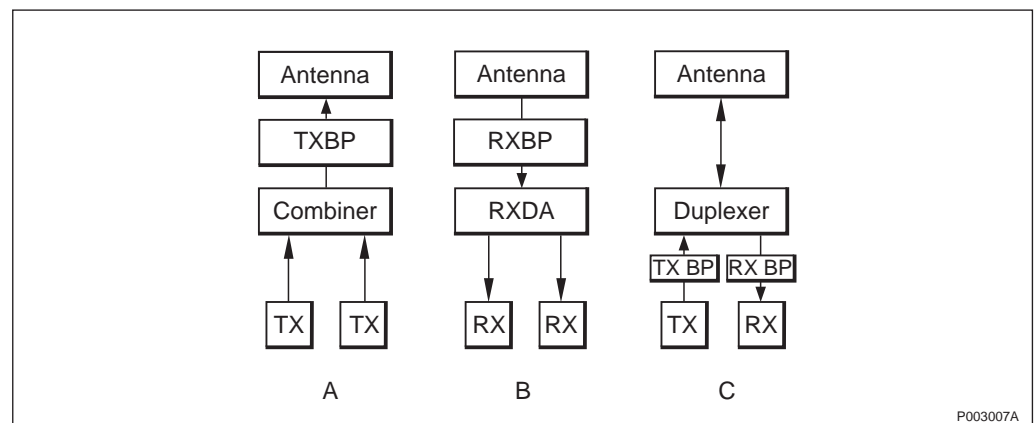 Antenna Antenna Antenna
TXBP RXBP
Combiner RXDA Duplexer
TX BP RX BP
TX TX RX RX TX RX
A B C
P003007A